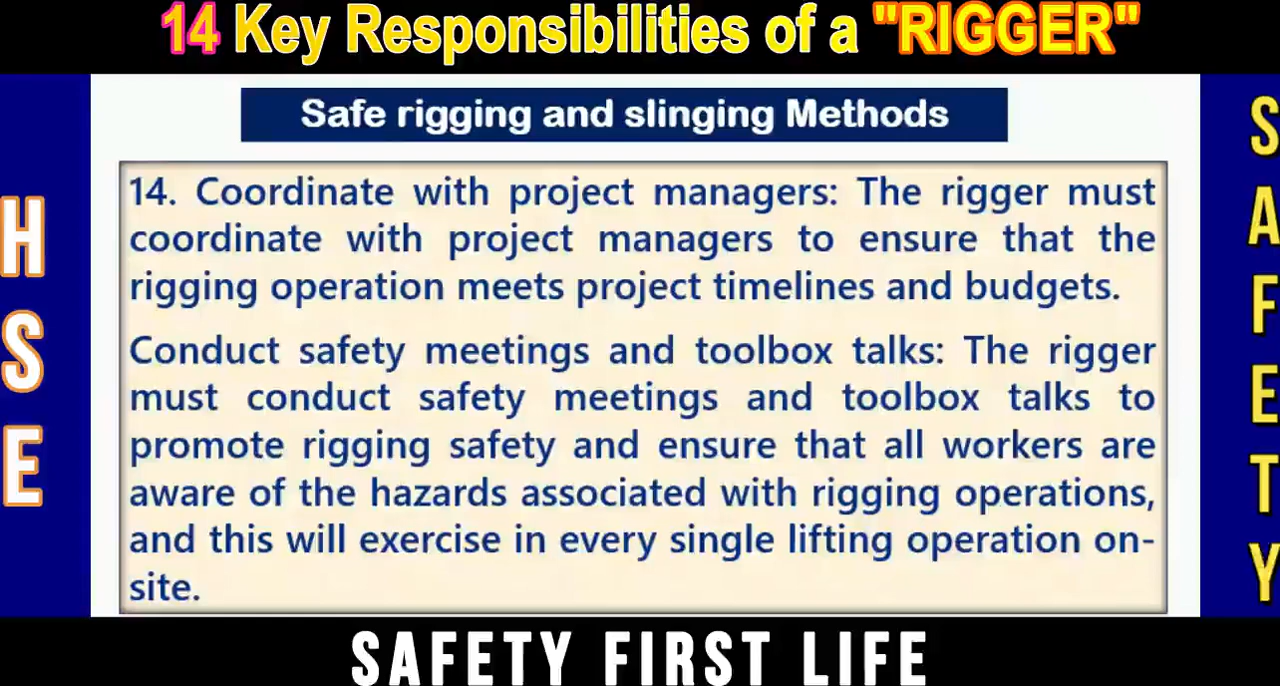 14 Key Responsibilities of a "RIGGER"
Safe rigging and slinging Methods
14. Coordinate with project managers: The rigger must
coordinate with project managers to ensure that the
rigging operation meets project timelines and budgets.
Conduct safety meetings and toolbox talks: The rigger
must conduct safety meetings and toolbox talks to
promote rigging safety and ensure that all workers are
aware of the hazards associated with rigging operations,
and this will exercise in every single lifting operation on-
site.
HSE
SAFETY
SAFETY FIRST LIFE